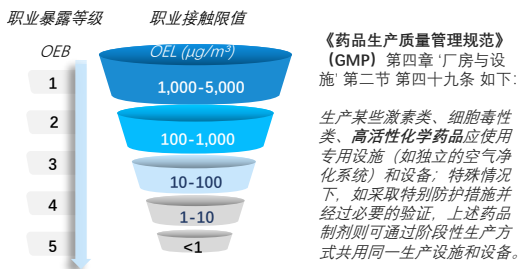 职业暴露等级
职业接触限值
OEB
OEL (μg/m³)
1
1,000-5,000
2
100-1,000
3
10-100
4
1-10
5
<1
《药品生产质量管理规范》
（GMP）第四章 '厂房与设
施' 第二节 第四十九条 如下:
生产某些激素类、细胞毒性
类、高活性化学药品应使用
专用设施（如独立的空气净
化系统）和设备；特殊情况
下，如采取特别防护措施并
经过必要的验证，上述药品
制剂则可通过阶段性生产方
式共用同一生产设施和设备。